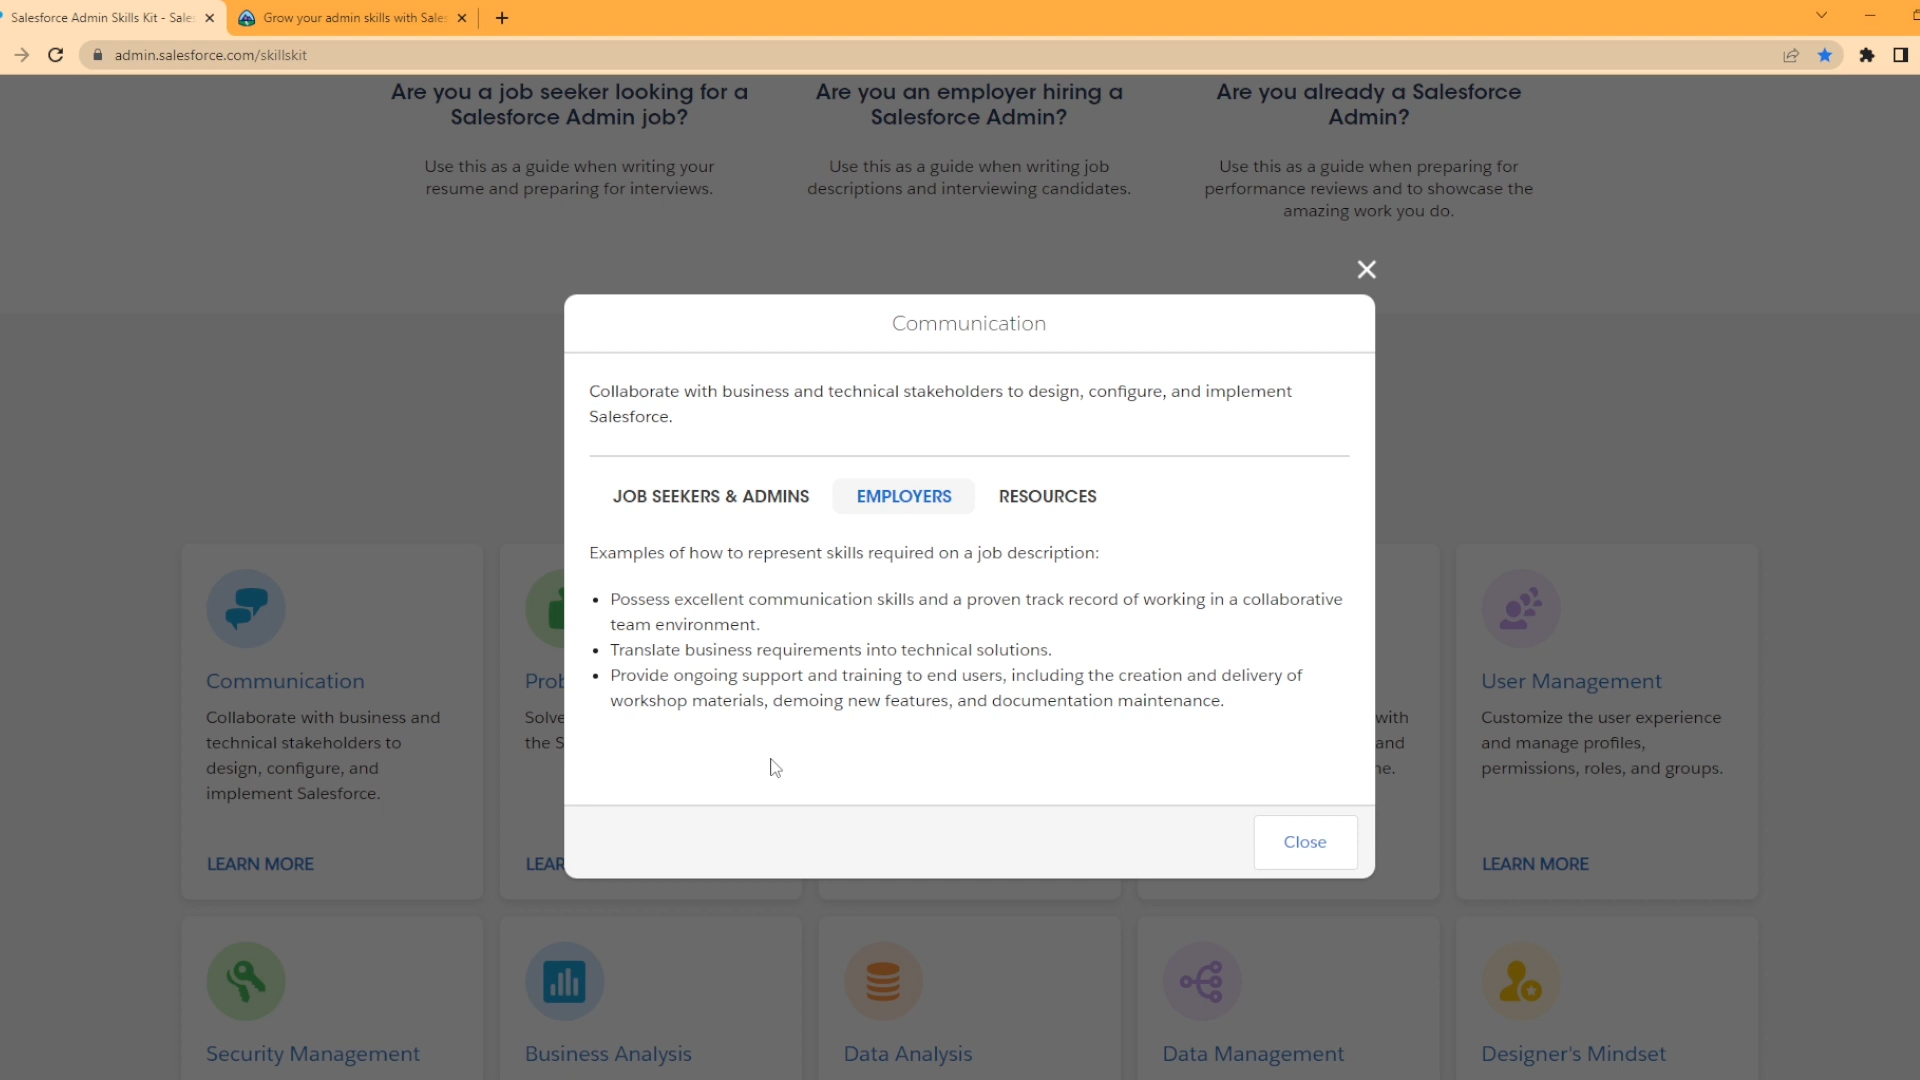 Salesforce Admin Skills Kit - Sale
Grow your admin skills with Sale
admin.salesforce.com/skillskit
Are you a job seeker looking for a
Salesforce Admin job?
Use this as a guide when writing your
resume and preparing for interviews.
Are you an employer hiring a
Salesforce Admin?
Use this as a guide when writing job
descriptions and interviewing candidates.
Are you already a Salesforce
Admin?
Use this as a guide when preparing for
performance reviews and to showcase the
amazing work you do.
Communication
Collaborate with business and technical stakeholders to design, configure, and implement
Salesforce.
JOB SEEKERS & ADMINS
EMPLOYERS
RESOURCES
Examples of how to represent skills required on a job description:
• Possess excellent communication skills and a proven track record of working in a collaborative
team environment.
• Translate business requirements into technical solutions.
• Provide ongoing support and training to end users, including the creation and delivery of
workshop materials, demoing new features, and documentation maintenance.
Close
Communication
Collaborate with business and
technical stakeholders to
design, configure, and
implement Salesforce.
LEARN MORE
Prob
Solve
the S
LEAR
with
and
ne.
User Management
Customize the user experience
and manage profiles,
permissions, roles, and groups.
LEARN MORE
Security Management
Business Analysis
Data Analysis
Data Management
Designer's Mindset